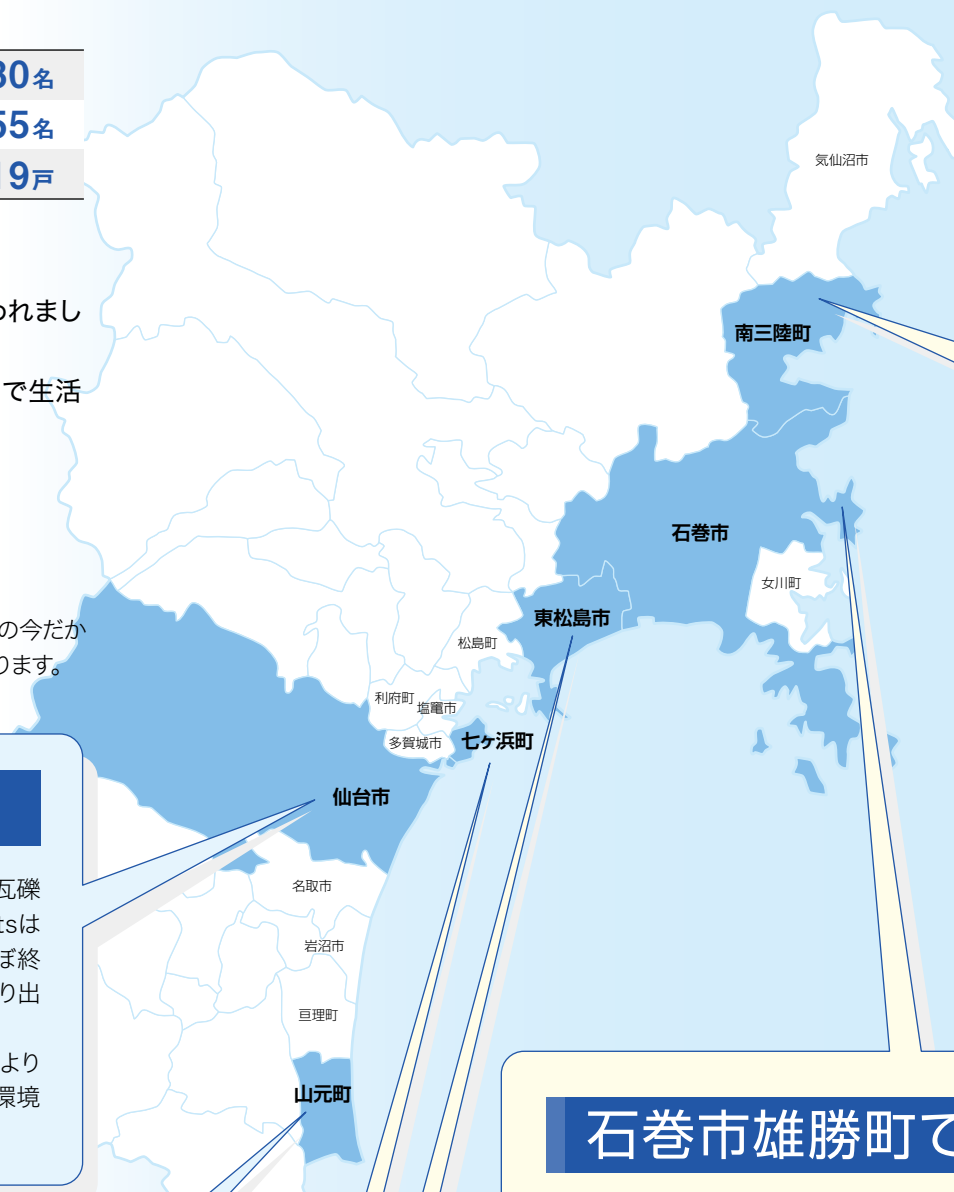 30名
55名
19戸
われまし
で生活
の今だか
ります。
瓦礫
tsは
ぼ終
り出
より
環境
気仙沼市
南三陸町
石巻市
女川町
東松島市
松島町
利府町
塩竈市
多賀城市
七ヶ浜町
仙台市
名取市
岩沼市
亘理町
山元町
石巻市雄勝町で